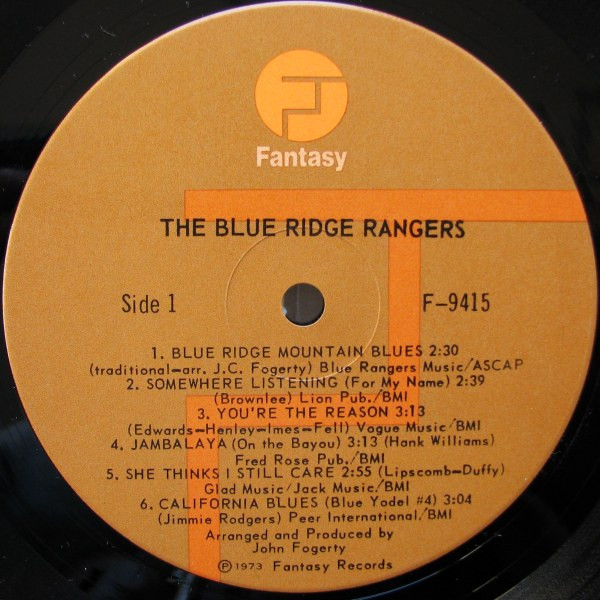 Fantasy
THE BLUE RIDGE RANGERS
Side 1
F-9415
1. BLUE RIDGE MOUNTAIN BLUES 2:30
(traditional-arr. J.C. Fogerty) Blue Rangers Music/ASCAP
2. SOMEWHERE LISTENING (For My Name) 2:39
(Brownlee) Lion Pub./BMI
3. YOU'RE THE REASON 3:13
(Edwards-Henley-Imes-Fell) Vogue Music/BMI
4. JAMBALAYA (On the Bayou) 3:13 (Hank Williams)
Fred Rose Pub./BMI
5. SHE THINKS I STILL CARE 2:55 (Lipscomb-Duffy)
Glad Music/Jack Music/BMI
6. CALIFORNIA BLUES (Blue Yodel #4) 3:04
(Jimmie Rodgers) Peer International/BMI
Arranged and Produced by
John Fogerty
℗ 1973 Fantasy Records